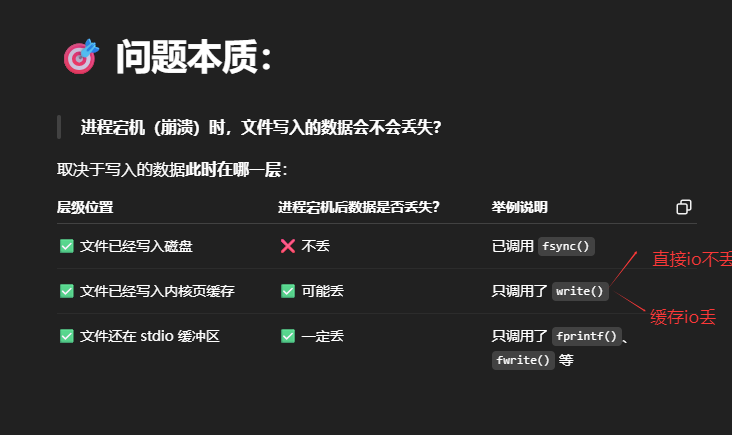 问题本质：
进程宕机（崩溃）时，文件写入的数据会不会丢失？
取决于写入的数据此时在哪一层：
层级位置 进程宕机后数据是否丢失？ 举例说明
✅ 文件已经写入磁盘 ❌ 不丢 已调用 fsync()
直接io不丢
✅ 文件已经写入内核页缓存 ✅ 可能丢 只调用了 write()
缓存io丢
✅ 文件还在 stdio 缓冲区 ✅ 一定丢 只调用了 fprintf()、
fwrite() 等